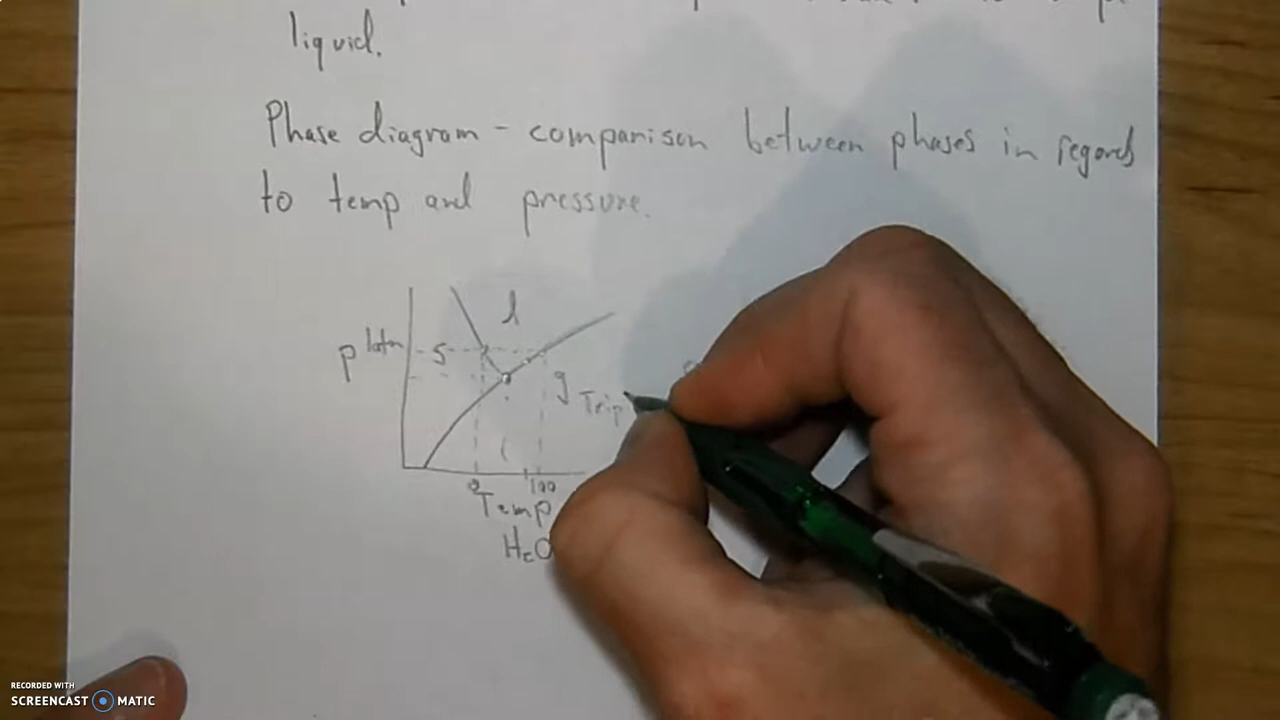 liquid.
Phase diagram - comparison between phases in regards
to temp and pressure.
l
P 1atm S
g
Trip
0 100
Temp
H2O
RECORDED WITH
SCREENCAST MATIC